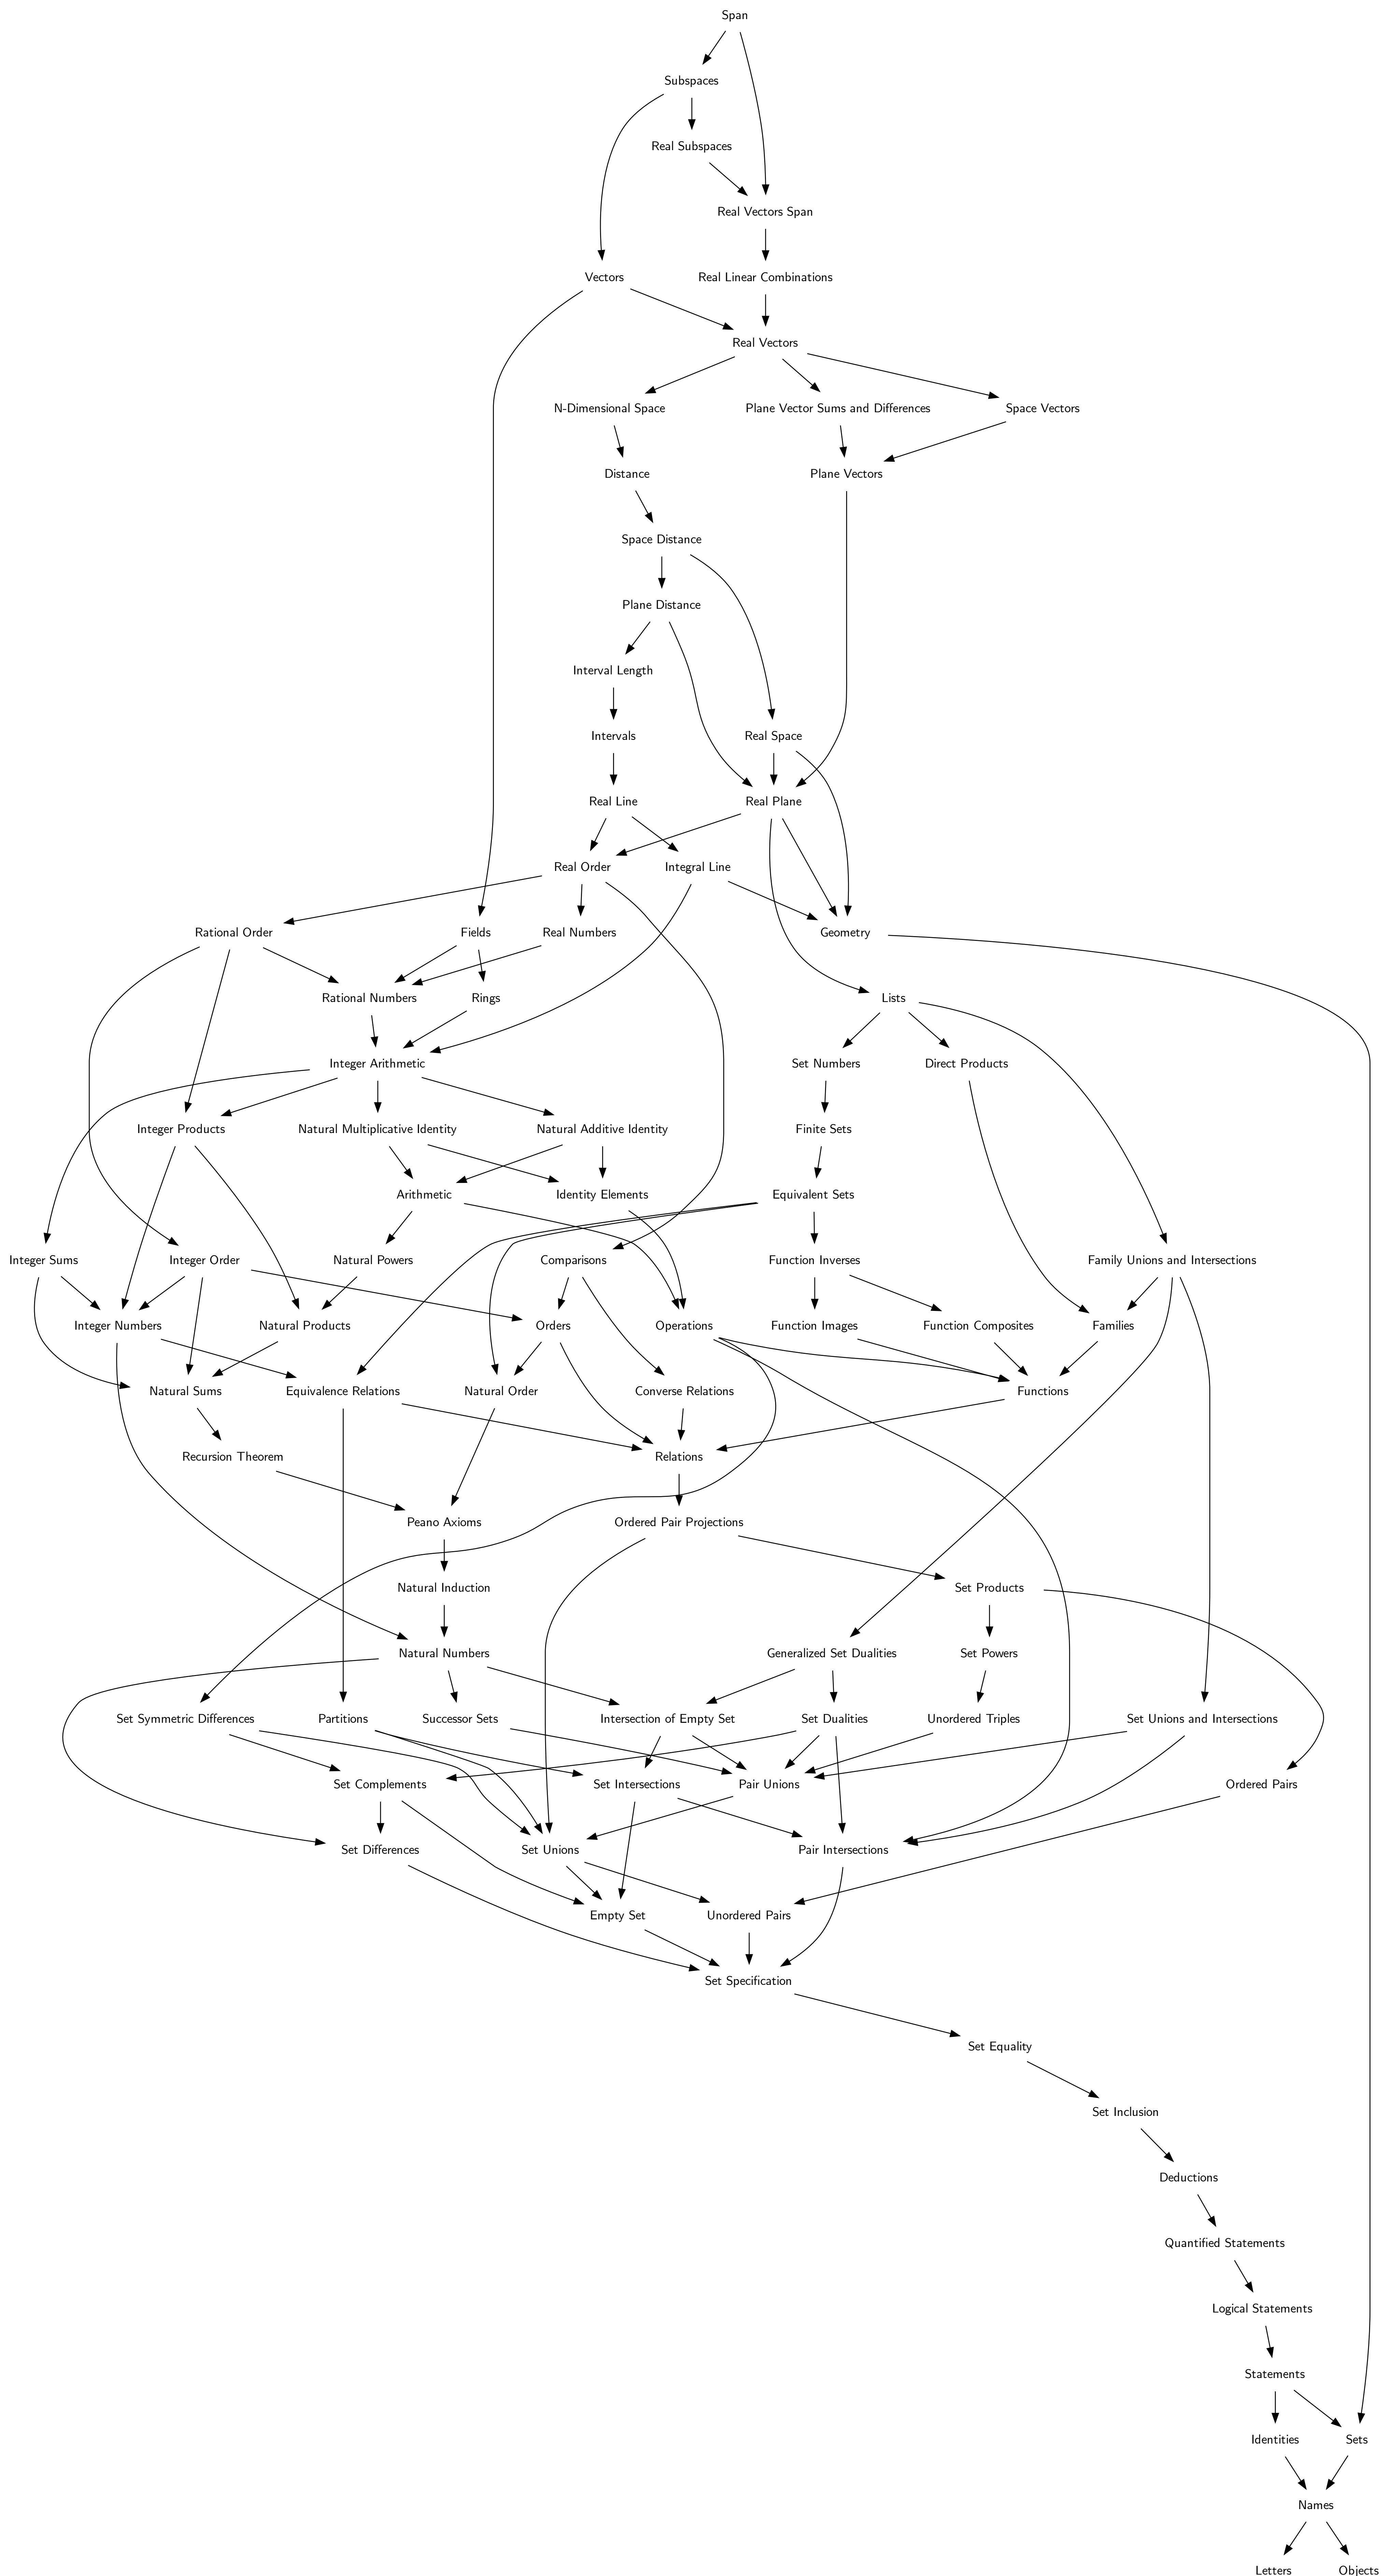 Span
Subspaces
Real Subspaces
Real Vectors Span
Vectors
Real Linear Combinations
Real Vectors
N-Dimensional Space
Plane Vector Sums and Differences
Space Vectors
Distance
Plane Vectors
Space Distance
Plane Distance
Interval Length
Intervals
Real Space
Real Line
Real Plane
Real Order
Integral Line
Rational Order
Fields
Real Numbers
Geometry
Rational Numbers
Rings
Lists
Integer Arithmetic
Set Numbers
Direct Products
Integer Products
Natural Multiplicative Identity
Natural Additive Identity
Finite Sets
Arithmetic
Identity Elements
Equivalent Sets
Integer Sums
Integer Order
Natural Powers
Comparisons
Function Inverses
Family Unions and Intersections
Integer Numbers
Natural Products
Orders
Operations
Function Images
Function Composites
Families
Natural Sums
Equivalence Relations
Natural Order
Converse Relations
Functions
Recursion Theorem
Relations
Peano Axioms
Ordered Pair Projections
Natural Induction
Set Products
Natural Numbers
Generalized Set Dualities
Set Powers
Set Symmetric Differences
Partitions
Successor Sets
Intersection of Empty Set
Set Dualities
Unordered Triples
Set Unions and Intersections
Set Complements
Set Intersections
Pair Unions
Ordered Pairs
Set Differences
Set Unions
Pair Intersections
Empty Set
Unordered Pairs
Set Specification
Set Equality
Set Inclusion
Deductions
Quantified Statements
Logical Statements
Statements
Identities
Sets
Names
Letters
Objects